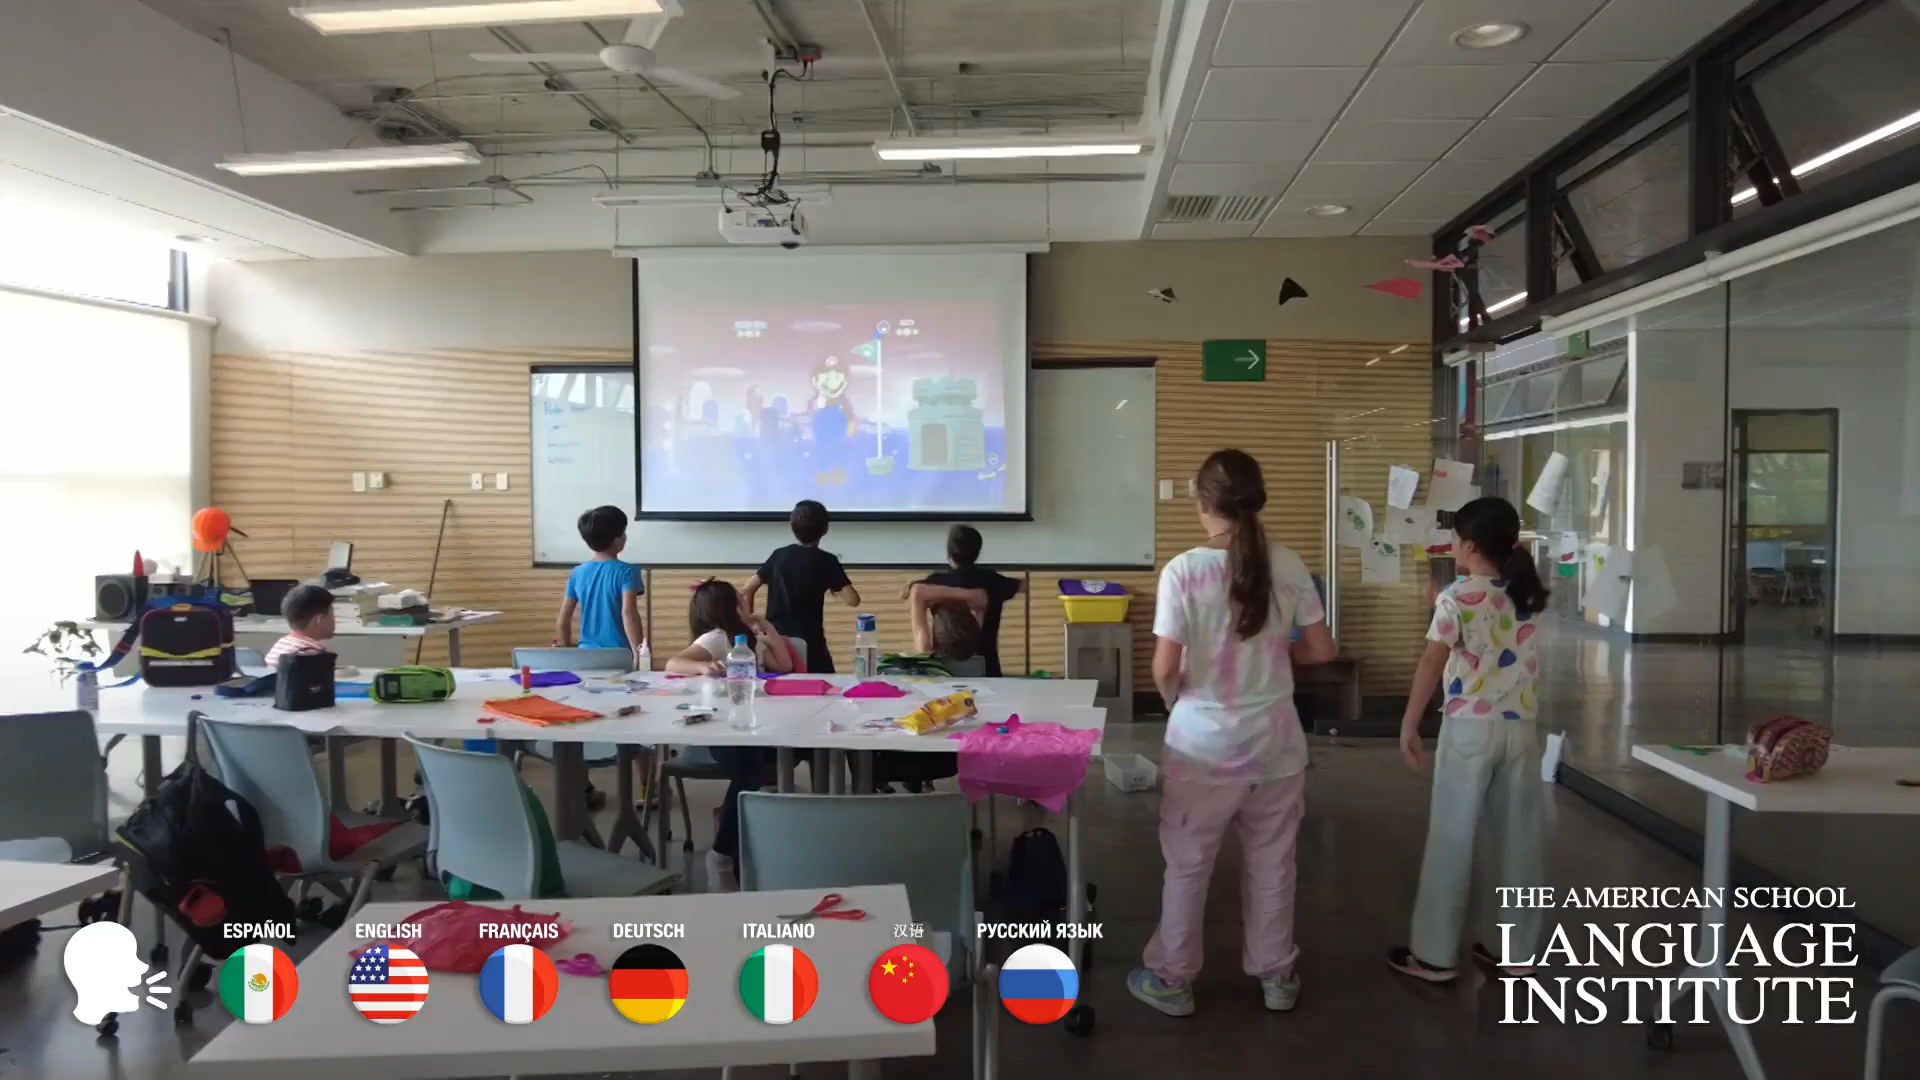 ESPAÑOL
ENGLISH
FRANÇAIS
DEUTSCH
ITALIANO
汉语
РУССКИЙ ЯЗЫК
THE AMERICAN SCHOOL
LANGUAGE
INSTITUTE